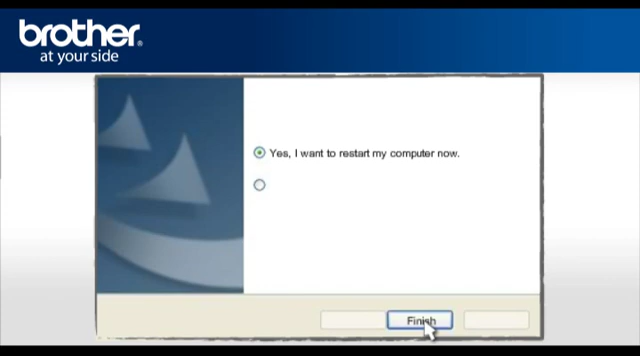 brother
at your side
Yes, I want to restart my computer now.
Finish